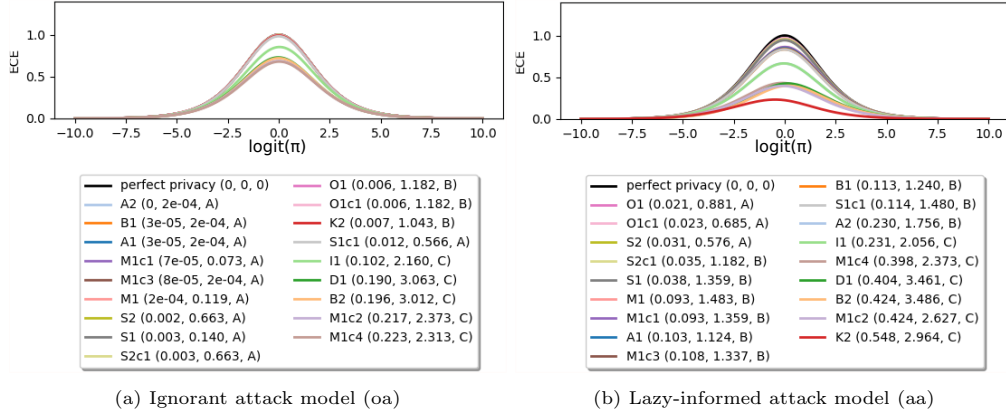 1.0
0.5
0.0
ECE
−10.0 −7.5 −5.0 −2.5 0.0 2.5 5.0 7.5 10.0
logit(π)
perfect privacy (0, 0, 0)
A2 (0, 2e-04, A)
B1 (3e-05, 2e-04, A)
A1 (3e-05, 2e-04, A)
M1c1 (7e-05, 0.073, A)
M1c3 (8e-05, 2e-04, A)
M1 (2e-04, 0.119, A)
S2 (0.002, 0.663, A)
S1 (0.003, 0.140, A)
S2c1 (0.003, 0.663, A)
O1 (0.006, 1.182, B)
O1c1 (0.006, 1.182, B)
K2 (0.007, 1.043, B)
S1c1 (0.012, 0.566, A)
I1 (0.102, 2.160, C)
D1 (0.190, 3.063, C)
B2 (0.196, 3.012, C)
M1c2 (0.217, 2.373, C)
M1c4 (0.223, 2.313, C)
(a) Ignorant attack model (oa)
1.0
0.5
0.0
ECE
−10.0 −7.5 −5.0 −2.5 0.0 2.5 5.0 7.5 10.0
logit(π)
perfect privacy (0, 0, 0)
O1 (0.021, 0.881, A)
O1c1 (0.023, 0.685, A)
S2 (0.031, 0.576, A)
S2c1 (0.035, 1.182, B)
S1 (0.038, 1.359, B)
M1 (0.093, 1.483, B)
M1c1 (0.093, 1.359, B)
A1 (0.103, 1.124, B)
M1c3 (0.108, 1.337, B)
B1 (0.113, 1.240, B)
S1c1 (0.114, 1.480, B)
A2 (0.230, 1.756, B)
I1 (0.231, 2.056, C)
M1c4 (0.398, 2.373, C)
D1 (0.404, 3.461, C)
B2 (0.424, 3.486, C)
M1c2 (0.424, 2.627, C)
K2 (0.548, 2.964, C)
(b) Lazy-informed attack model (aa)